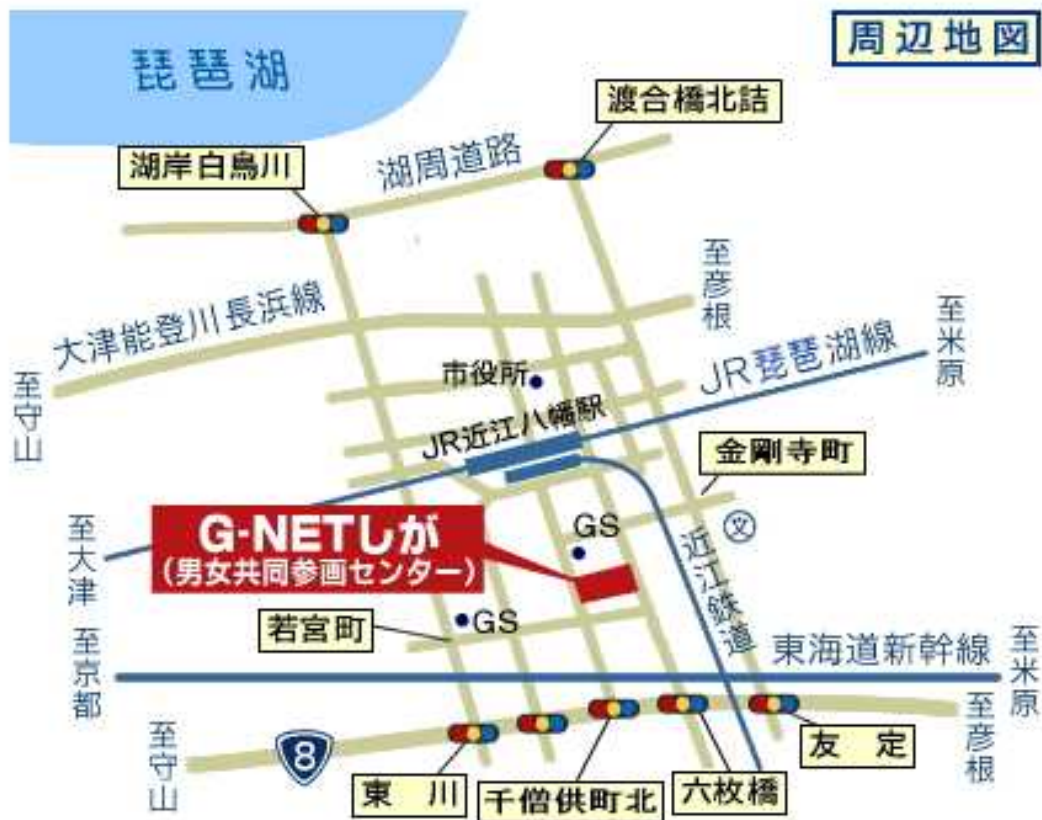 周辺地図
琵琶湖
渡合橋北詰
湖岸白鳥川
湖周道路
至彦根
大津能登川長浜線
至米原
JR琵琶湖線
市役所
至守山
JR近江八幡駅
金剛寺町
G-NETしが
(男女共同参画センター)
GS
文
至大津
近江鉄道
若宮町
GS
東海道新幹線
至京都
至米原
至守山
8
至彦根
東 川
千僧供町北
六枚橋
友 定